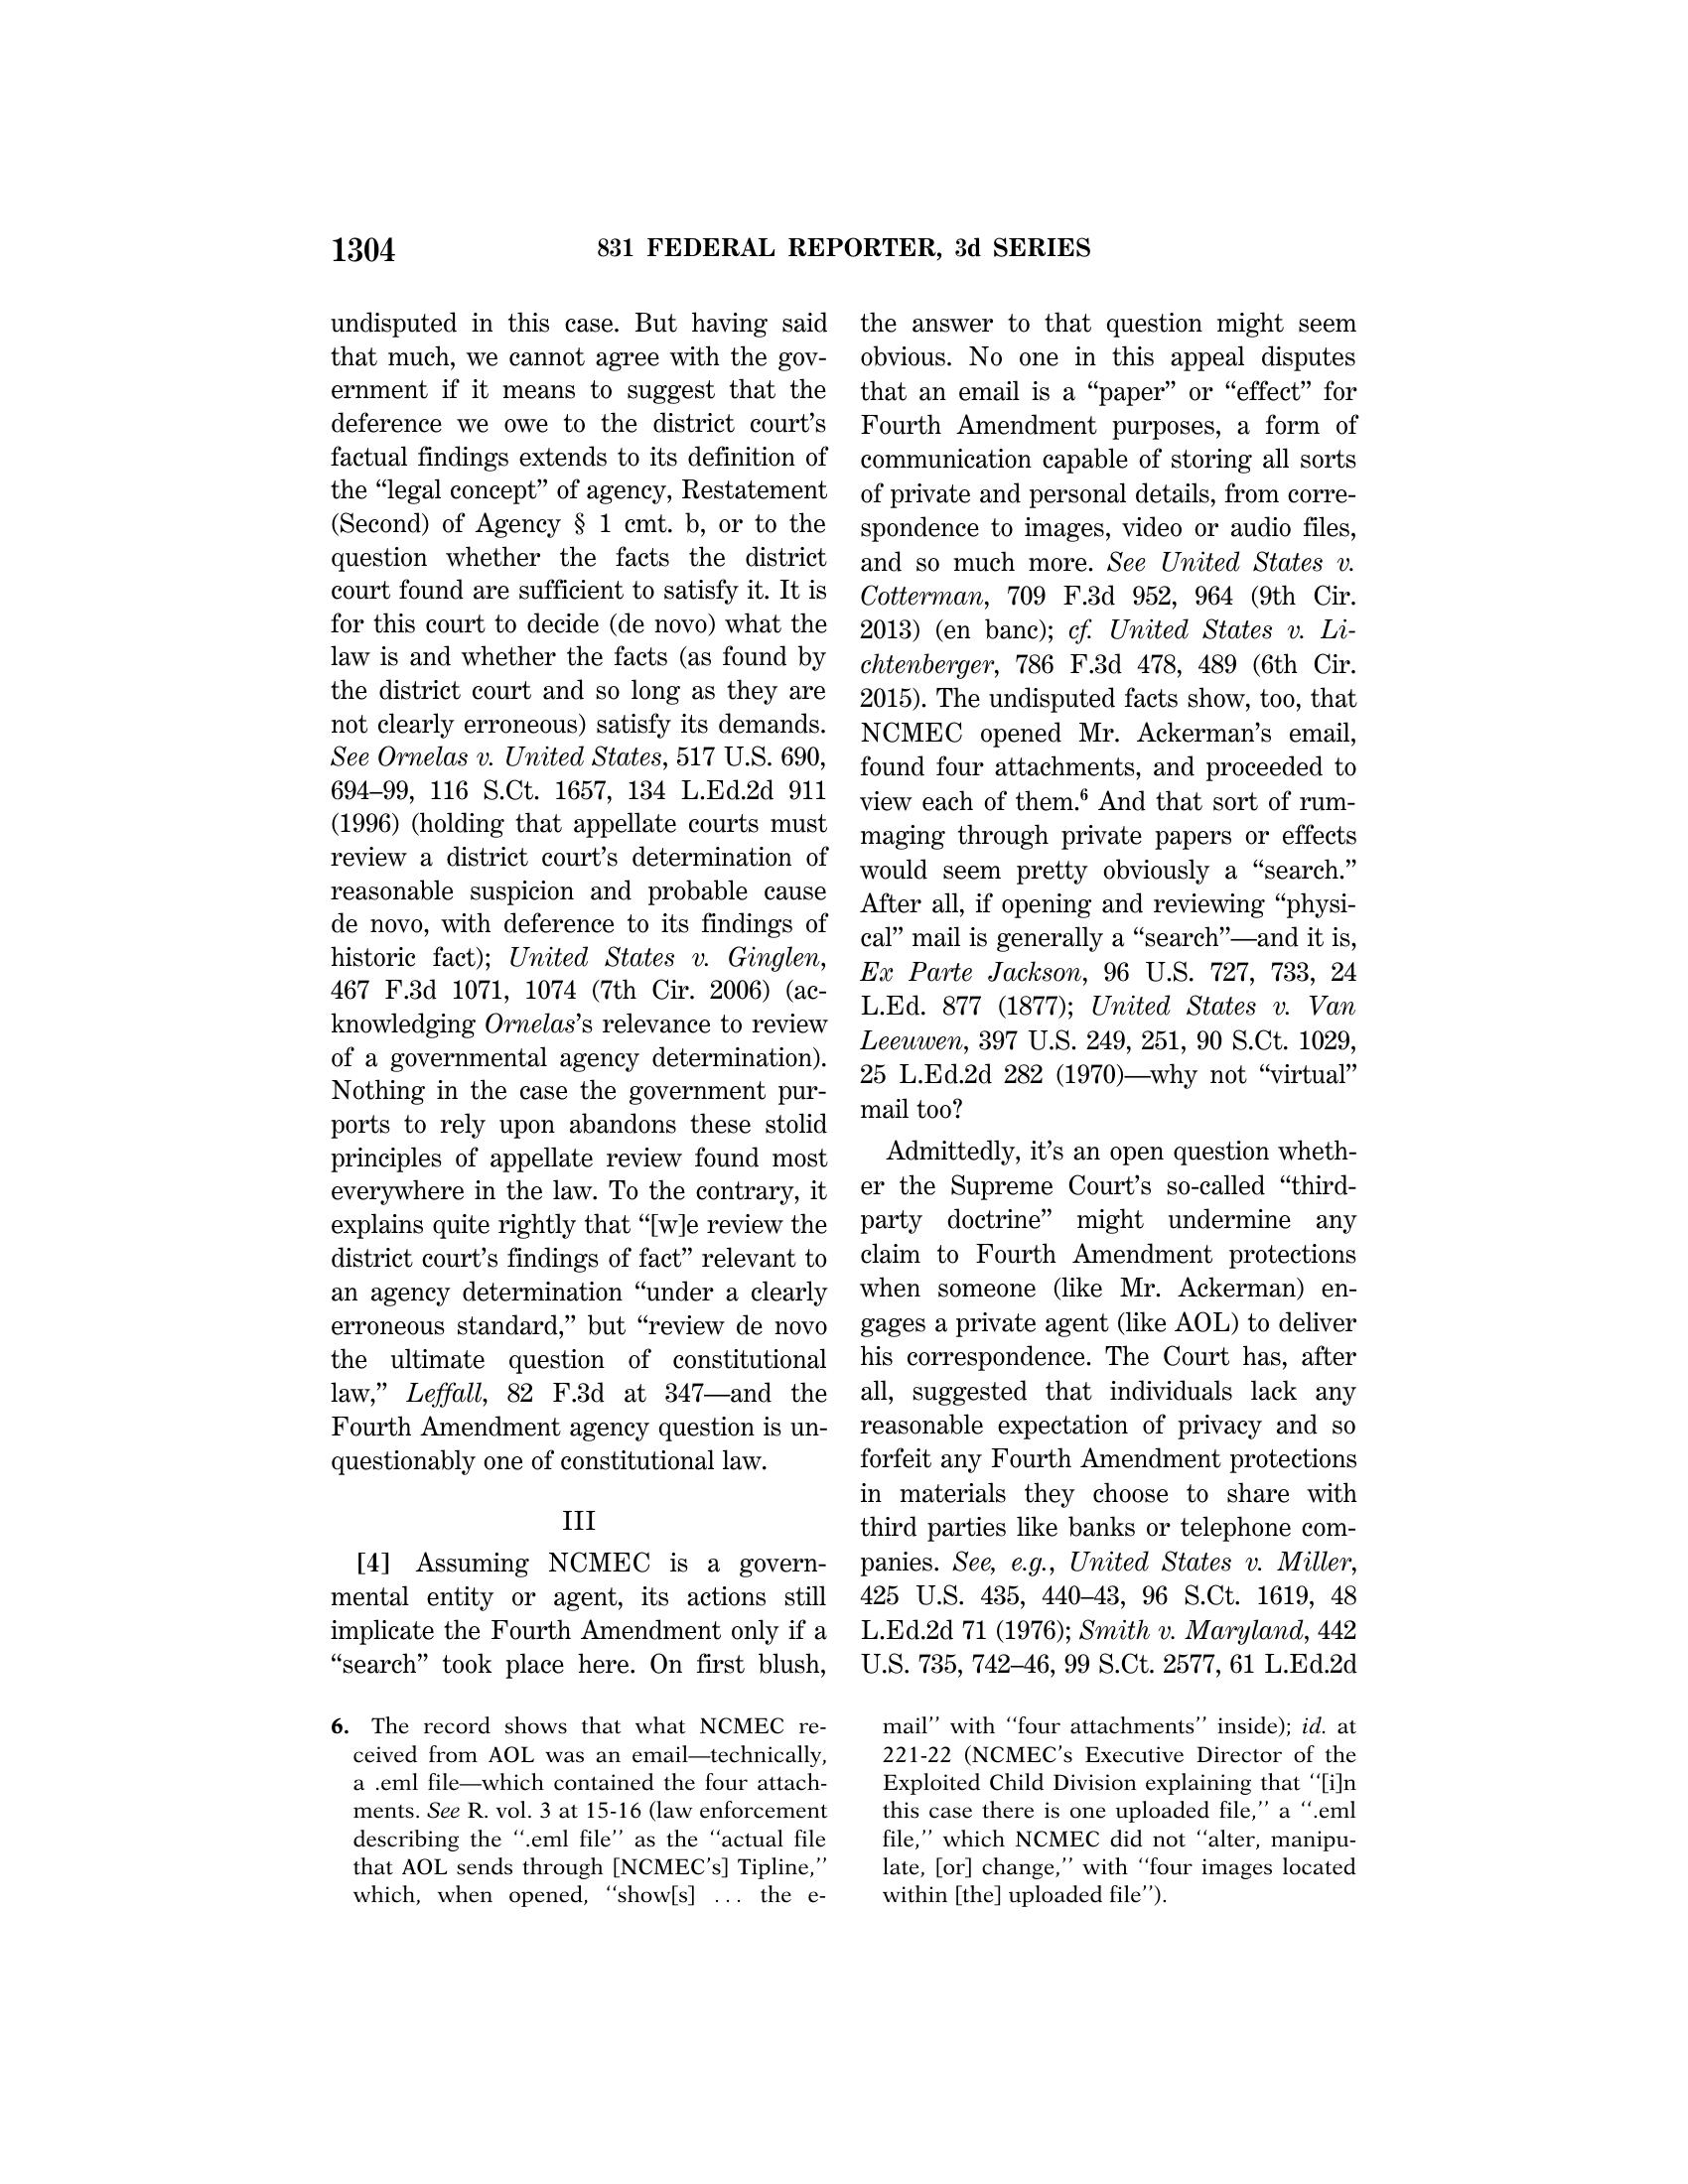 1304
831 FEDERAL REPORTER, 3d SERIES
undisputed in this case. But having said
that much, we cannot agree with the gov-
ernment if it means to suggest that the
deference we owe to the district court's
factual findings extends to its definition of
the “legal concept” of agency, Restatement
(Second) of Agency § 1 cmt. b, or to the
question whether the facts the district
court found are sufficient to satisfy it. It is
for this court to decide (de novo) what the
law is and whether the facts (as found by
the district court and so long as they are
not clearly erroneous) satisfy its demands.
See Ornelas v. United States, 517 U.S. 690,
694–99, 116 S.Ct. 1657, 134 L.Ed.2d 911
(1996) (holding that appellate courts must
review a district court's determination of
reasonable suspicion and probable cause
de novo, with deference to its findings of
historic fact); United States v. Ginglen,
467 F.3d 1071, 1074 (7th Cir. 2006) (ac-
knowledging Ornelas's relevance to review
of a governmental agency determination).
Nothing in the case the government pur-
ports to rely upon abandons these stolid
principles of appellate review found most
everywhere in the law. To the contrary, it
explains quite rightly that “[w]e review the
district court's findings of fact” relevant to
an agency determination “under a clearly
erroneous standard,” but “review de novo
the ultimate question of constitutional
law,” Leffall, 82 F.3d at 347—and the
Fourth Amendment agency question is un-
questionably one of constitutional law.
III
[4] Assuming NCMEC is a govern-
mental entity or agent, its actions still
implicate the Fourth Amendment only if a
“search” took place here. On first blush,
the answer to that question might seem
obvious. No one in this appeal disputes
that an email is a “paper” or “effect” for
Fourth Amendment purposes, a form of
communication capable of storing all sorts
of private and personal details, from corre-
spondence to images, video or audio files,
and so much more. See United States v.
Cotterman, 709 F.3d 952, 964 (9th Cir.
2013) (en banc); cf. United States v. Li-
chtenberger, 786 F.3d 478, 489 (6th Cir.
2015). The undisputed facts show, too, that
NCMEC opened Mr. Ackerman's email,
found four attachments, and proceeded to
view each of them.6 And that sort of rum-
maging through private papers or effects
would seem pretty obviously a “search.”
After all, if opening and reviewing “physi-
cal” mail is generally a “search”—and it is,
Ex Parte Jackson, 96 U.S. 727, 733, 24
L.Ed. 877 (1877); United States v. Van
Leeuwen, 397 U.S. 249, 251, 90 S.Ct. 1029,
25 L.Ed.2d 282 (1970)—why not “virtual”
mail too?
Admittedly, it's an open question wheth-
er the Supreme Court's so-called “third-
party doctrine” might undermine any
claim to Fourth Amendment protections
when someone (like Mr. Ackerman) en-
gages a private agent (like AOL) to deliver
his correspondence. The Court has, after
all, suggested that individuals lack any
reasonable expectation of privacy and so
forfeit any Fourth Amendment protections
in materials they choose to share with
third parties like banks or telephone com-
panies. See, e.g., United States v. Miller,
425 U.S. 435, 440–43, 96 S.Ct. 1619, 48
L.Ed.2d 71 (1976); Smith v. Maryland, 442
U.S. 735, 742–46, 99 S.Ct. 2577, 61 L.Ed.2d
6. The record shows that what NCMEC re-
ceived from AOL was an email—technically,
a .eml file—which contained the four attach-
ments. See R. vol. 3 at 15-16 (law enforcement
describing the ‘‘.eml file’’ as the ‘‘actual file
that AOL sends through [NCMEC's] Tipline,’’
which, when opened, ‘‘show[s] ... the e-
mail’’ with ‘‘four attachments’’ inside); id. at
221-22 (NCMEC's Executive Director of the
Exploited Child Division explaining that ‘‘[i]n
this case there is one uploaded file,’’ a ‘‘.eml
file,’’ which NCMEC did not ‘‘alter, manipu-
late, [or] change,’’ with ‘‘four images located
within [the] uploaded file’’).